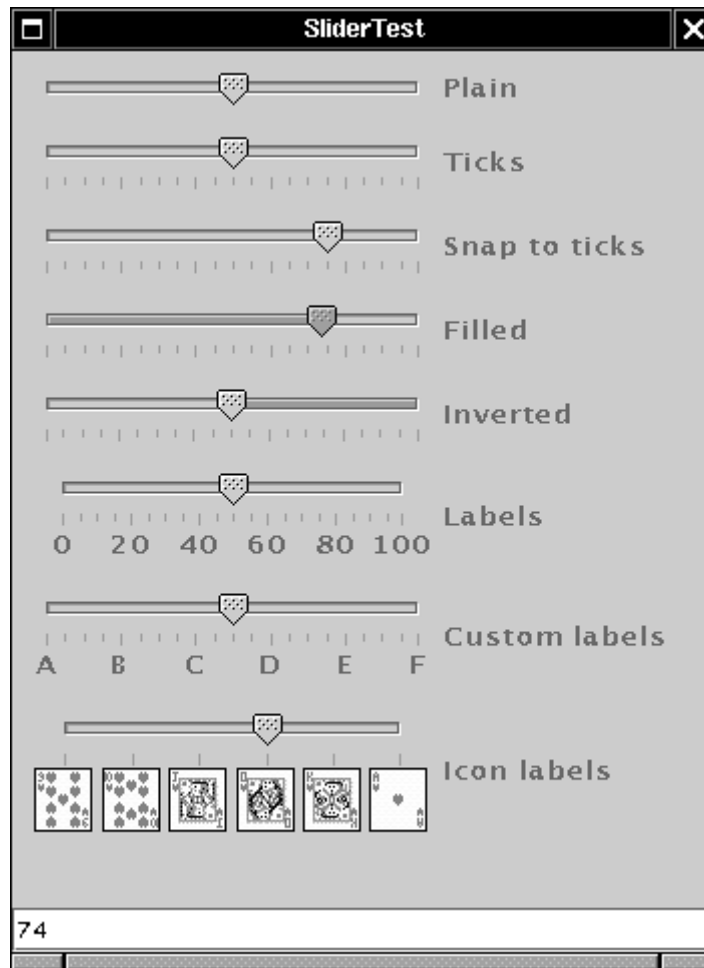 SliderTest
Plain
Ticks
Snap to ticks
Filled
Inverted
Labels
0 20 40 60 80 100
Custom labels
A B C D E F
Icon labels
74